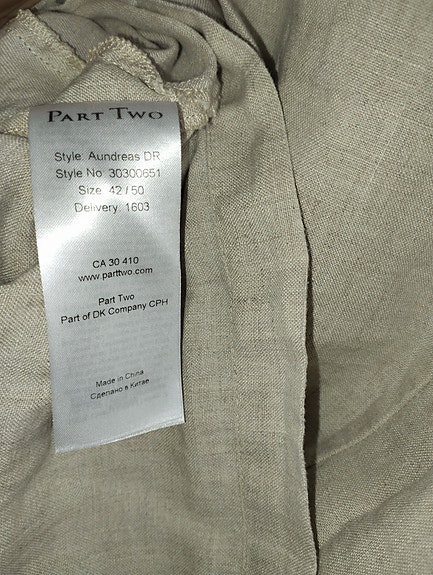 PART TWO
Style: Aundreas DR
Style No: 30300651
Size: 42 / 50
Delivery: 1603
CA 30 410
www.parttwo.com
Part Two
Part of DK Company CPH
Made in China
Сделано в Китае